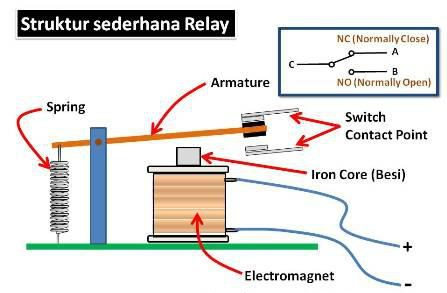 Struktur sederhana Relay
NC (Normally Close)
A
C
B
NO (Normally Open)
Armature
Spring
Switch
Contact Point
Iron Core (Besi)
+
Electromagnet
-